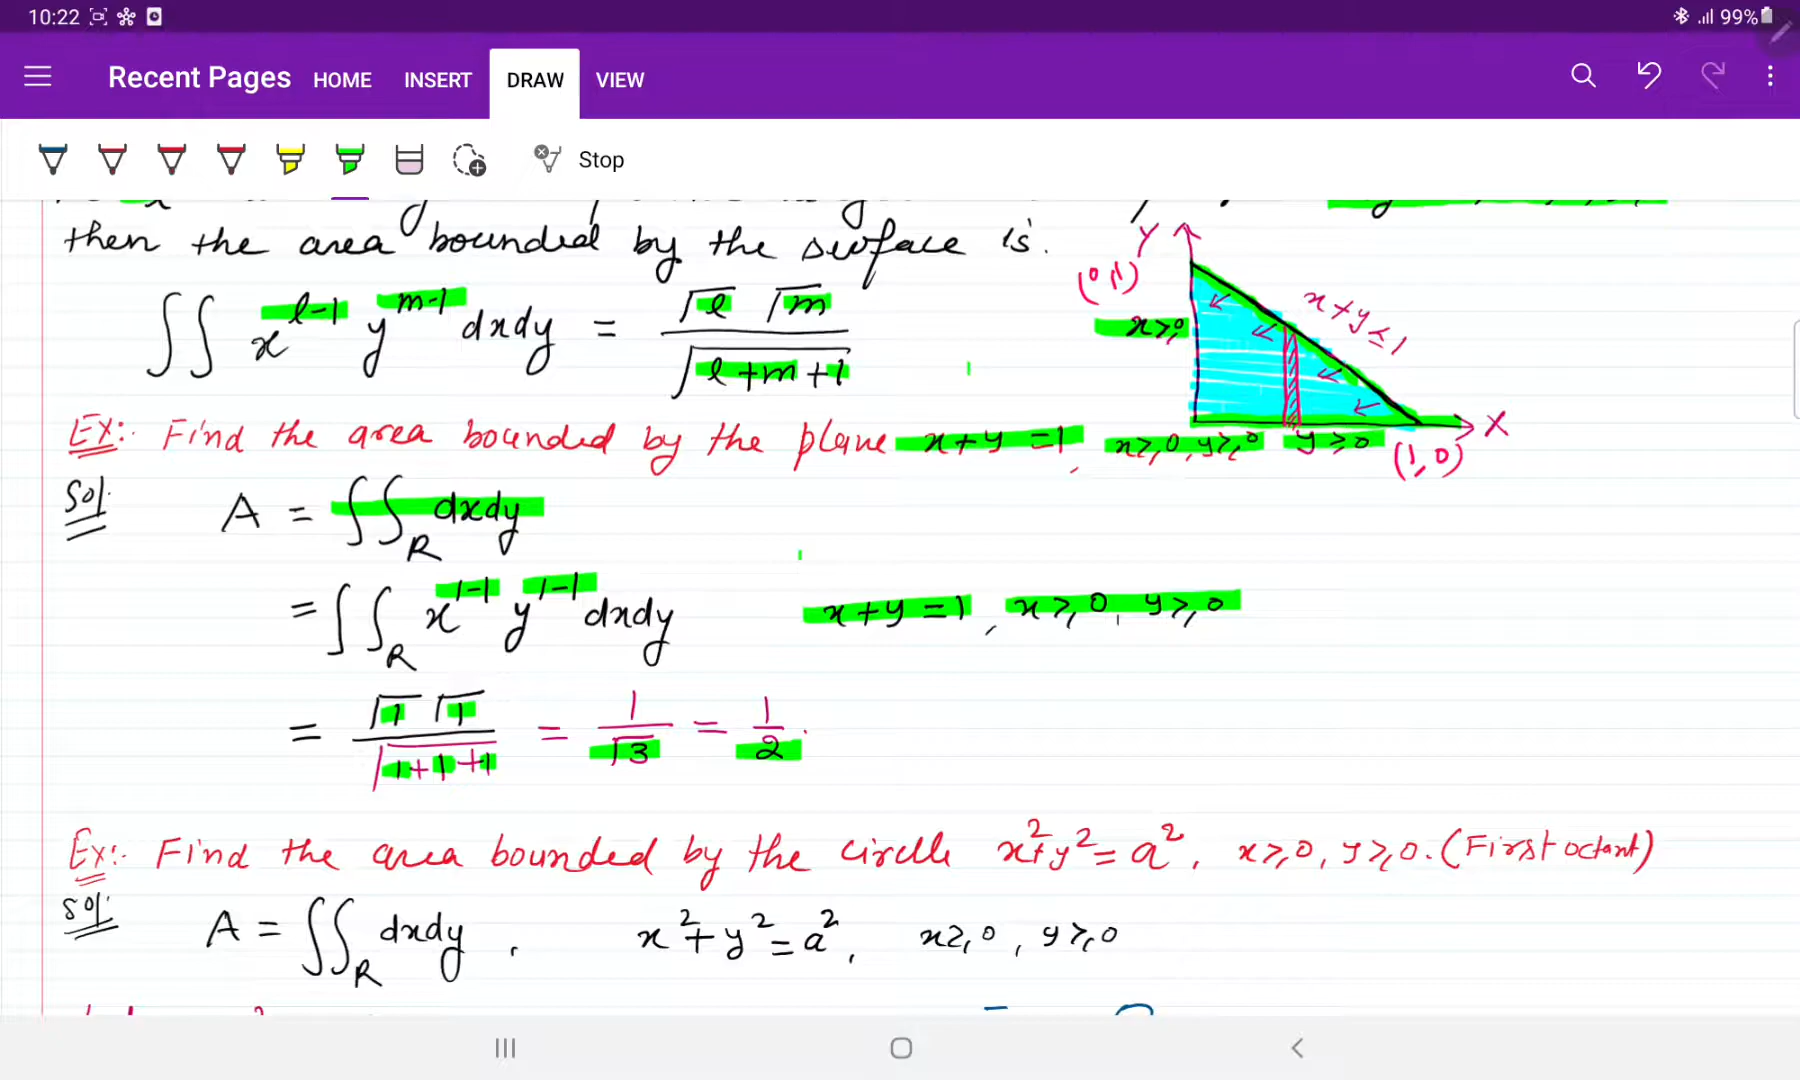 10:22
99%
Recent Pages HOME INSERT DRAW VIEW
Stop
then the area bounded by the surface is.
∫∫ x^{l-1} y^{m-1} dxdy = Γl Γm / Γ(l+m+1)
Y
(0,1)
x≥0
x+y≤1
X
y≥0
(1,0)
Ex:. Find the area bounded by the plane x+y=1, x≥0, y≥0
Sol.
A = ∫∫_R dxdy
= ∫∫_R x^{1-1} y^{1-1} dxdy x+y=1, x≥0, y≥0
= Γ1 Γ1 / Γ(1+1+1) = 1/Γ3 = 1/2.
Ex:. Find the area bounded by the circle x²+y²=a², x≥0, y≥0. (First octant)
Sol.
A = ∫∫_R dxdy, x²+y²=a², x≥0, y≥0